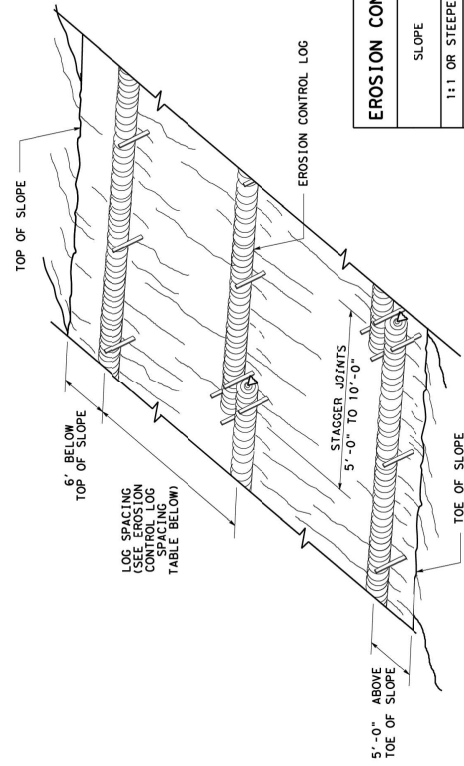 TOP OF SLOPE
6' BELOW
TOP OF SLOPE
LOG SPACING
(SEE EROSION
CONTROL LOG
SPACING
TABLE BELOW)
EROSION CONTROL LOG
STAGGER JOINTS
5'-0" TO 10'-0"
5'-0" ABOVE
TOE OF SLOPE
TOE OF SLOPE
EROSION CON
SLOPE
1:1 OR STEEPE